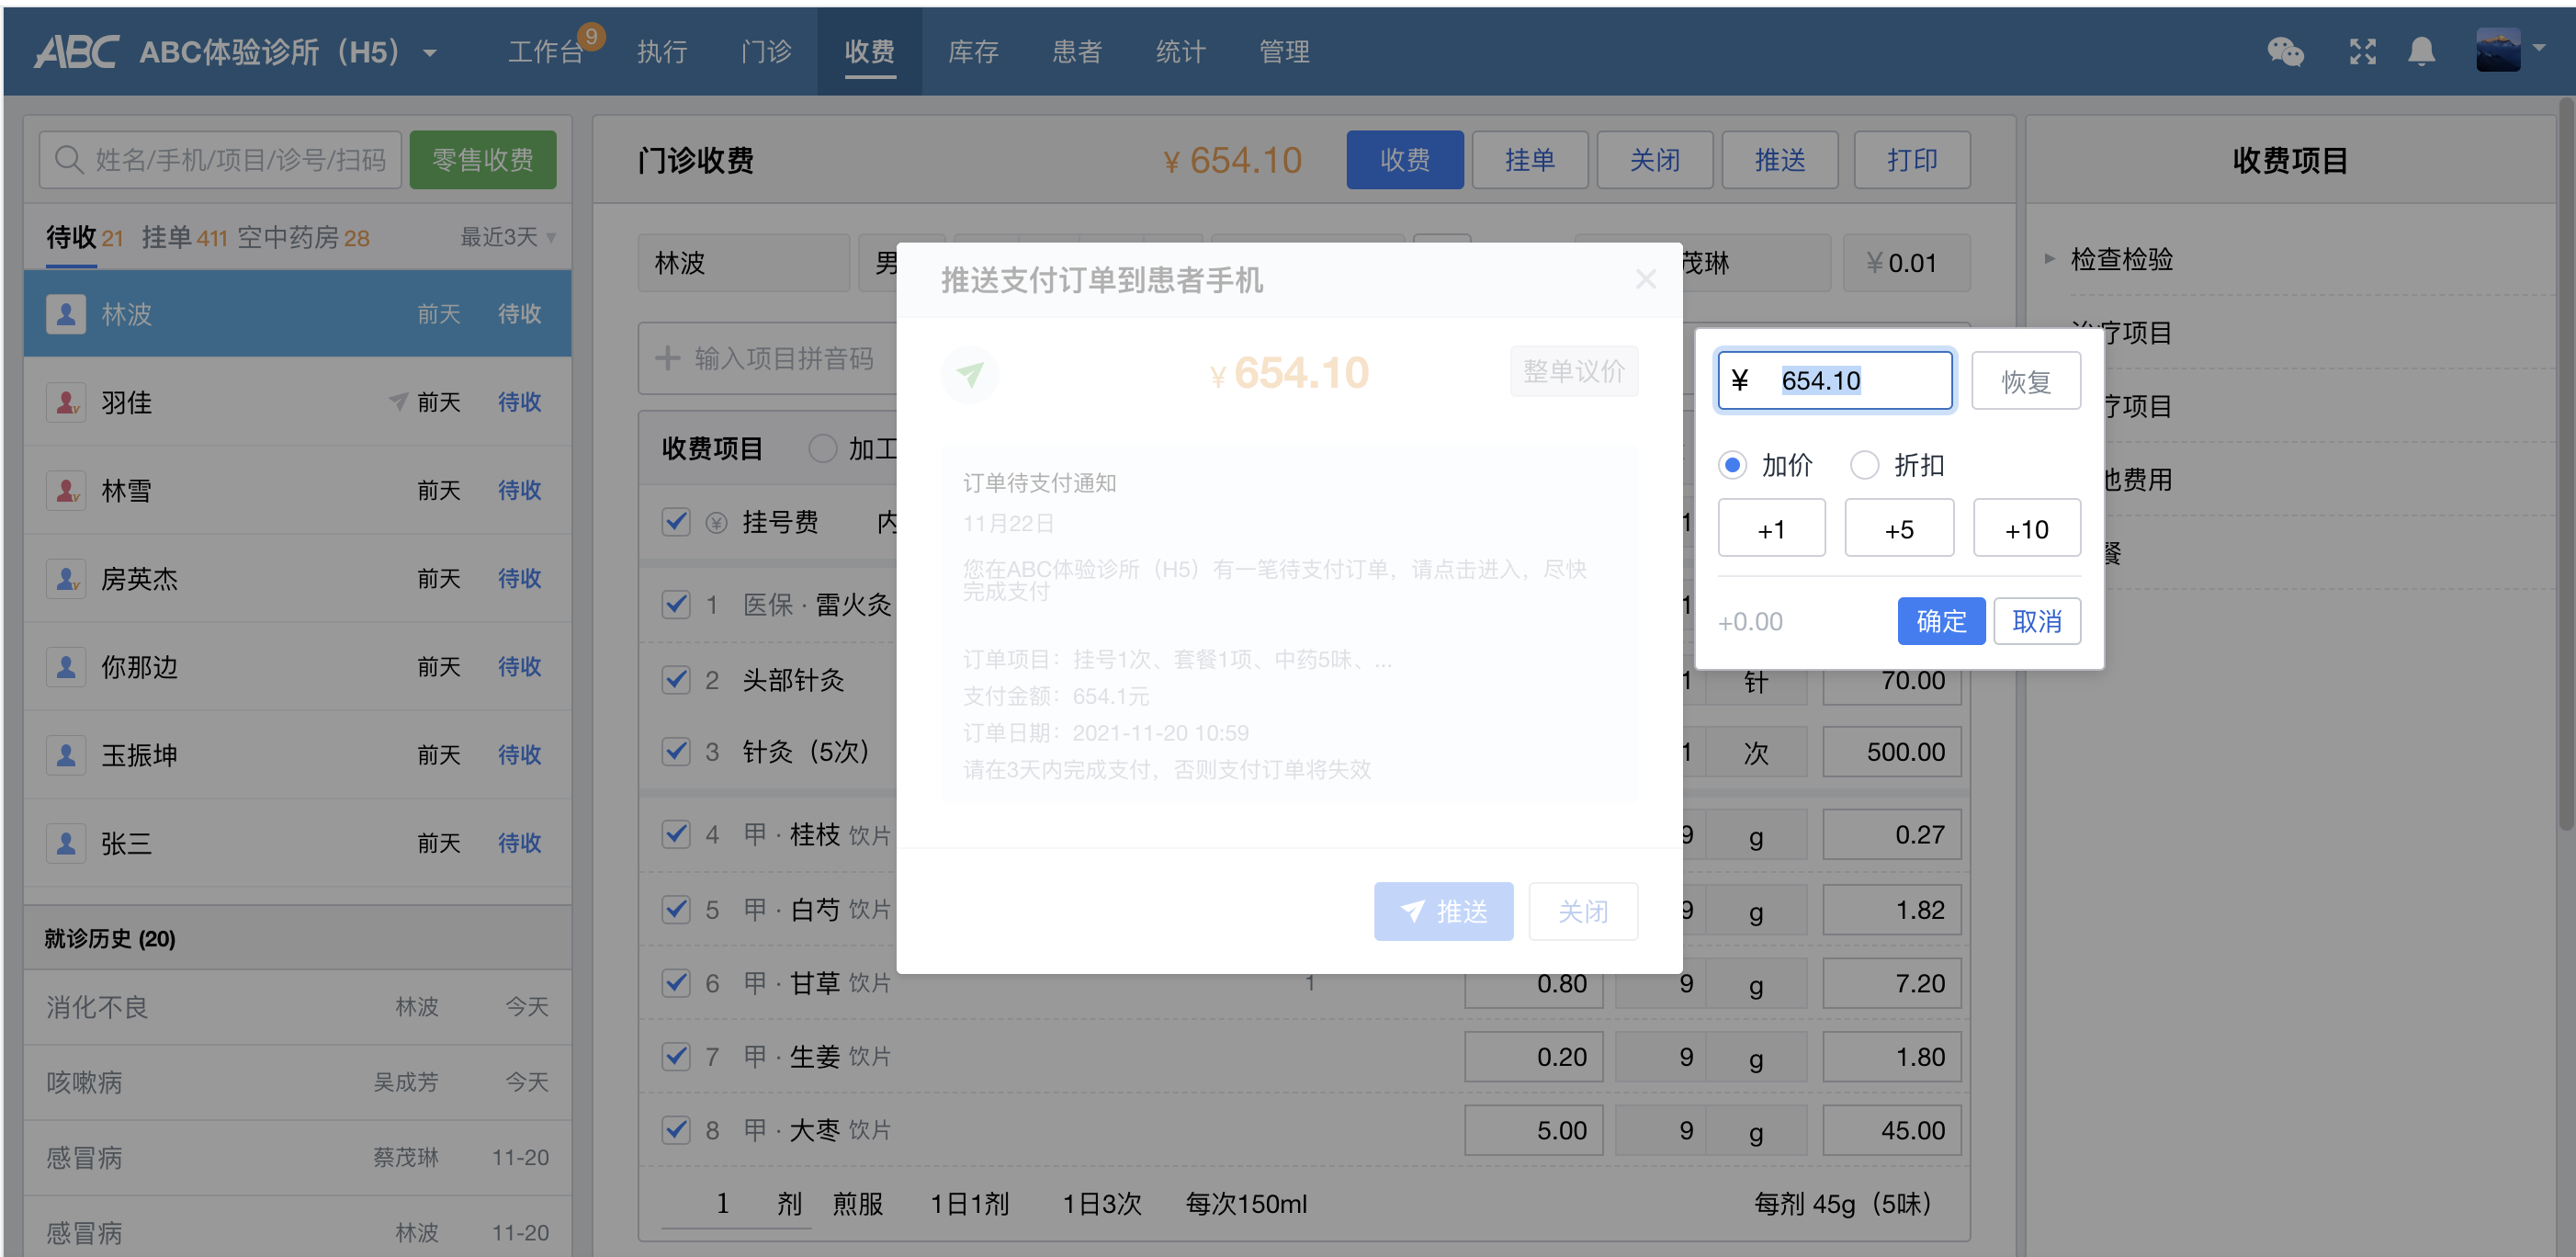 ABC ABC体验诊所（H5） 工作台 9 执行 门诊 收费 库存 患者 统计 管理
姓名/手机/项目/诊号/扫码 零售收费
待收 21 挂单 411 空中药房 28 最近3天
林波 前天 待收
羽佳 前天 待收
林雪 前天 待收
房英杰 前天 待收
你那边 前天 待收
玉振坤 前天 待收
张三 前天 待收
就诊历史 (20)
消化不良 林波 今天
咳嗽病 吴成芳 今天
感冒病 蔡茂琳 11-20
感冒病 林波 11-20
门诊收费 ¥ 654.10 收费 挂单 关闭 推送 打印
林波 男 茂琳 ¥ 0.01
输入项目拼音码
收费项目 加工
挂号费 内 1
1 医保 · 雷火灸 1
2 头部针灸 1 针 70.00
3 针灸（5次） 1 次 500.00
4 甲 · 桂枝 饮片 9 g 0.27
5 甲 · 白芍 饮片 9 g 1.82
6 甲 · 甘草 饮片 1 0.80 9 g 7.20
7 甲 · 生姜 饮片 0.20 9 g 1.80
8 甲 · 大枣 饮片 5.00 9 g 45.00
1 剂 煎服 1日1剂 1日3次 每次150ml 每剂 45g（5味）
推送支付订单到患者手机
¥ 654.10 整单议价
订单待支付通知
11月22日
您在ABC体验诊所（H5）有一笔待支付订单，请点击进入，尽快
完成支付
订单项目：挂号1次、套餐1项、中药5味、...
支付金额：654.1元
订单日期：2021-11-20 10:59
请在3天内完成支付，否则支付订单将失效
推送 关闭
¥ 654.10 恢复
加价 折扣
+1 +5 +10
+0.00 确定 取消
收费项目
检查检验
治疗项目
疗项目
他费用
餐